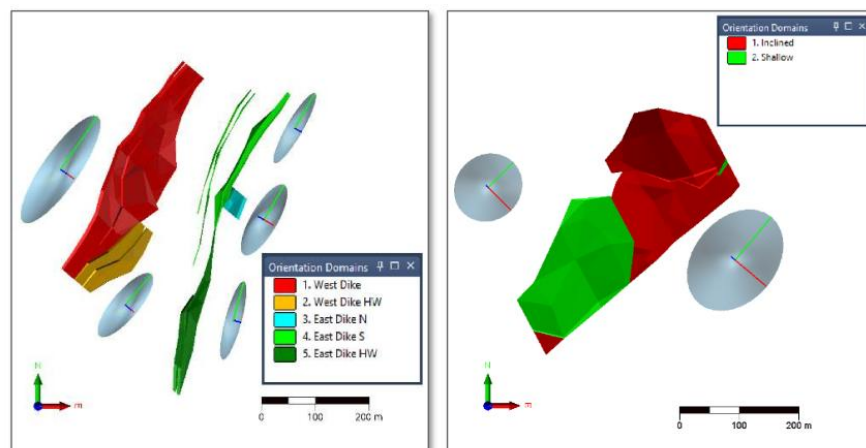 Orientation Domains
1. West Dike
2. West Dike HW
3. East Dike N
4. East Dike S
5. East Dike HW
N
E
0 100 200 m
Orientation Domains
1. Inclined
2. Shallow
N
E
0 100 200 m